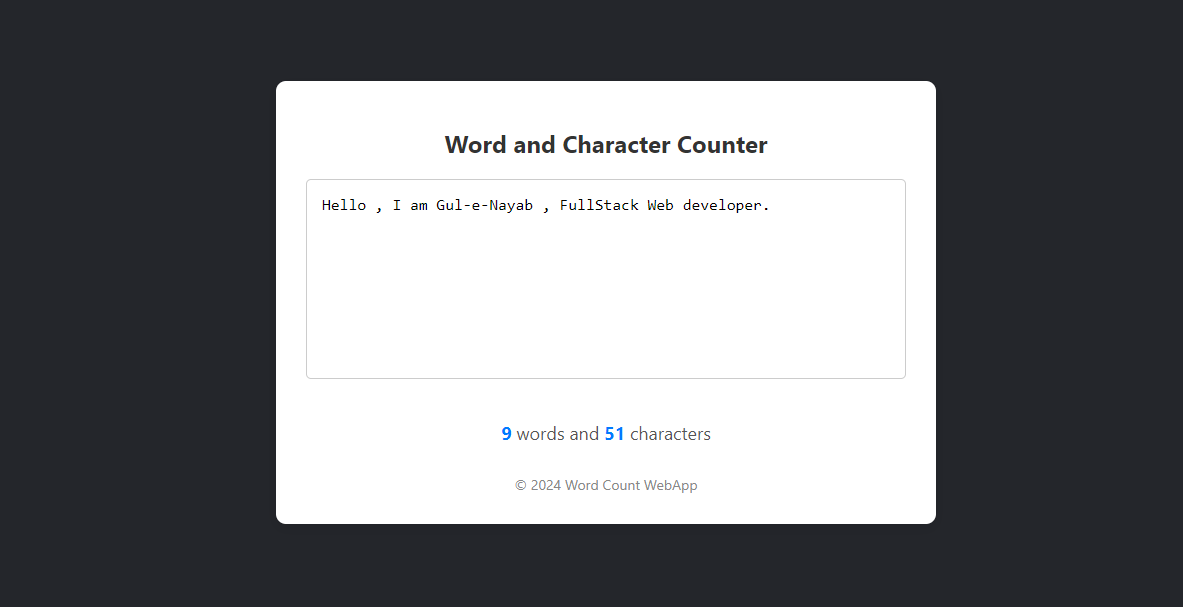 Word and Character Counter
Hello , I am Gul-e-Nayab , FullStack Web developer.
9 words and 51 characters
© 2024 Word Count WebApp